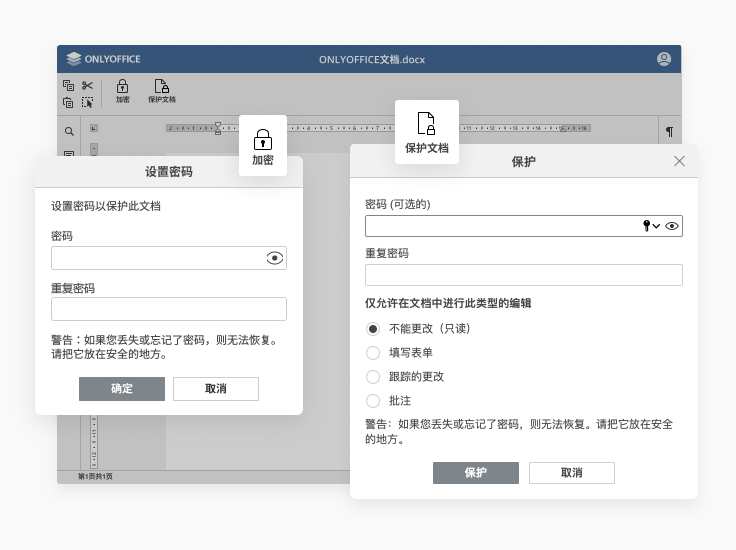 ONLYOFFICE
ONLYOFFICE文档.docx
加密
保护文档
加密
保护文档
设置密码
设置密码以保护此文档
密码
重复密码
警告：如果您丢失或忘记了密码，则无法恢复。
请把它放在安全的地方。
确定
取消
保护
密码 (可选的)
重复密码
仅允许在文档中进行此类型的编辑
不能更改（只读）
填写表单
跟踪的更改
批注
警告：如果您丢失或忘记了密码，则无法恢复。请把它放在安全
的地方。
保护
取消
第1页共1页